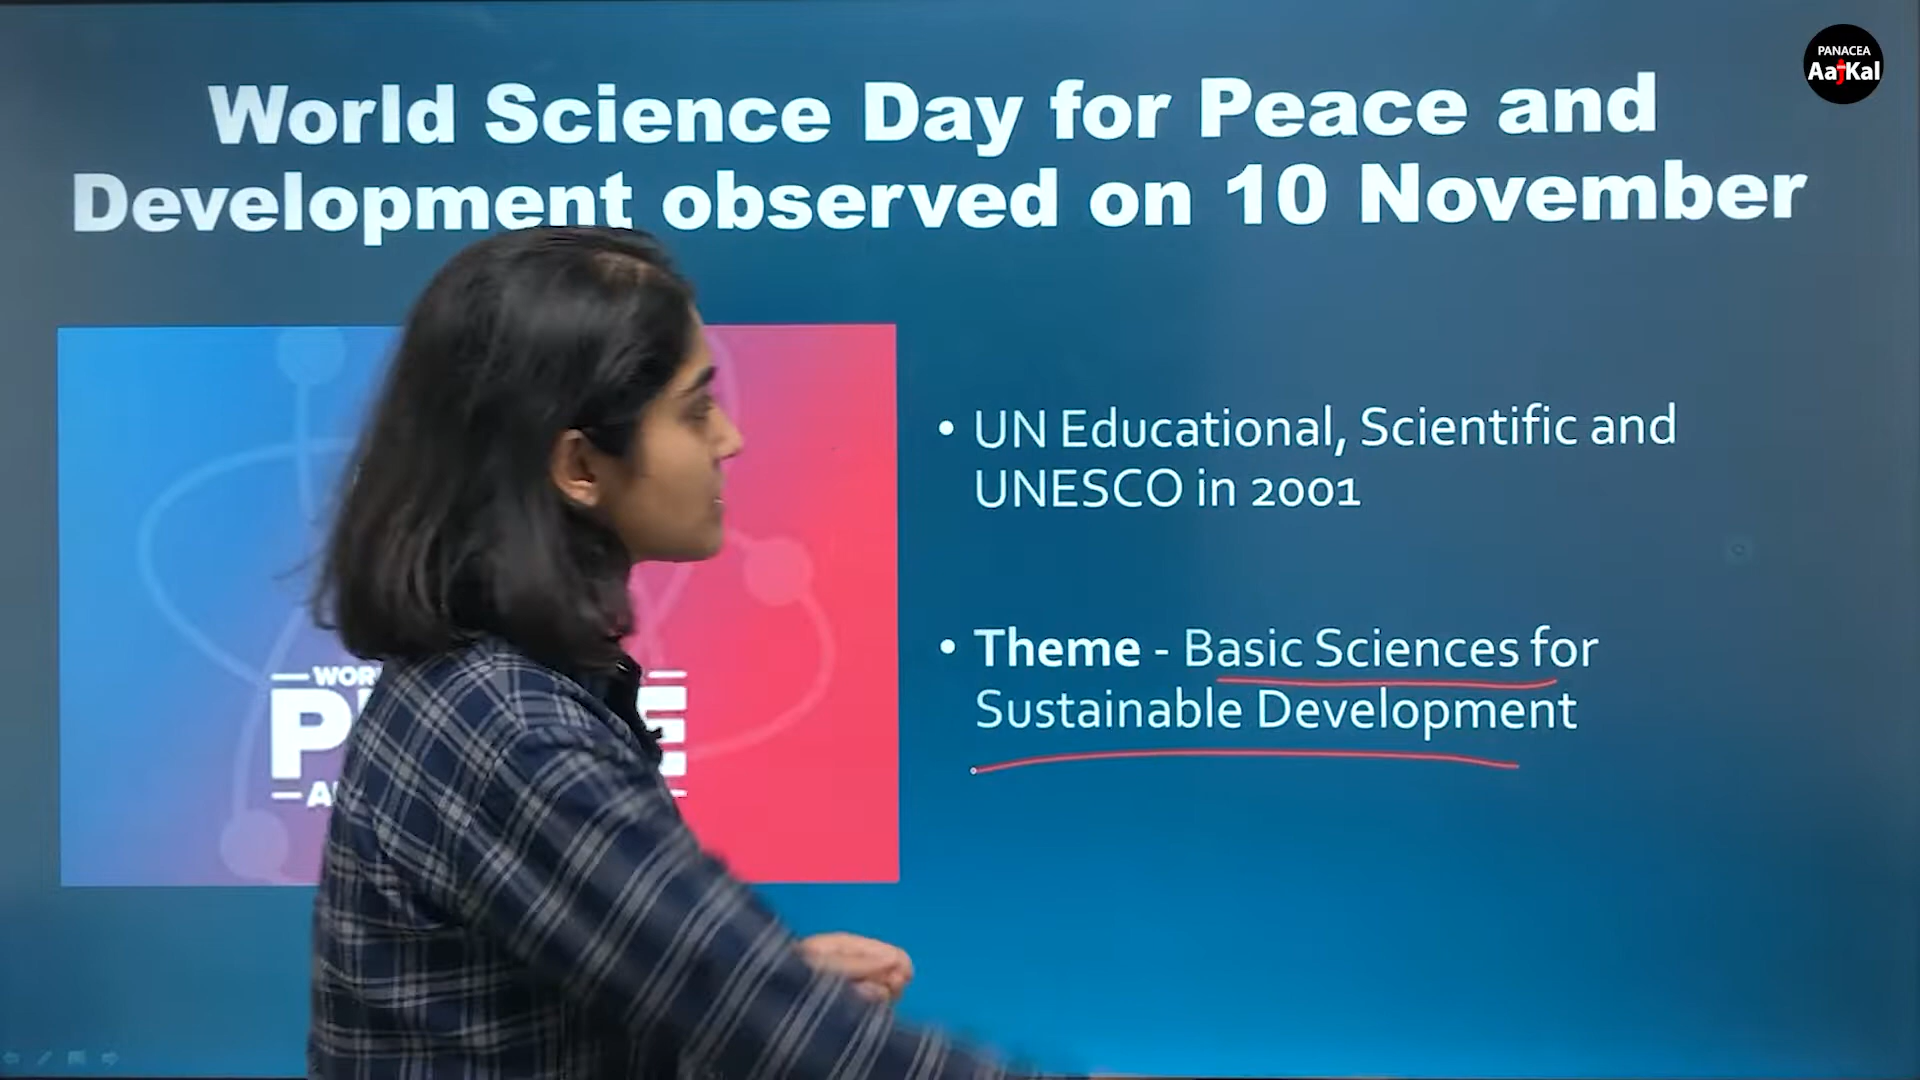 PANACEA
AajKal
World Science Day for Peace and
Development observed on 10 November
• UN Educational, Scientific and
UNESCO in 2001
• Theme - Basic Sciences for
Sustainable Development